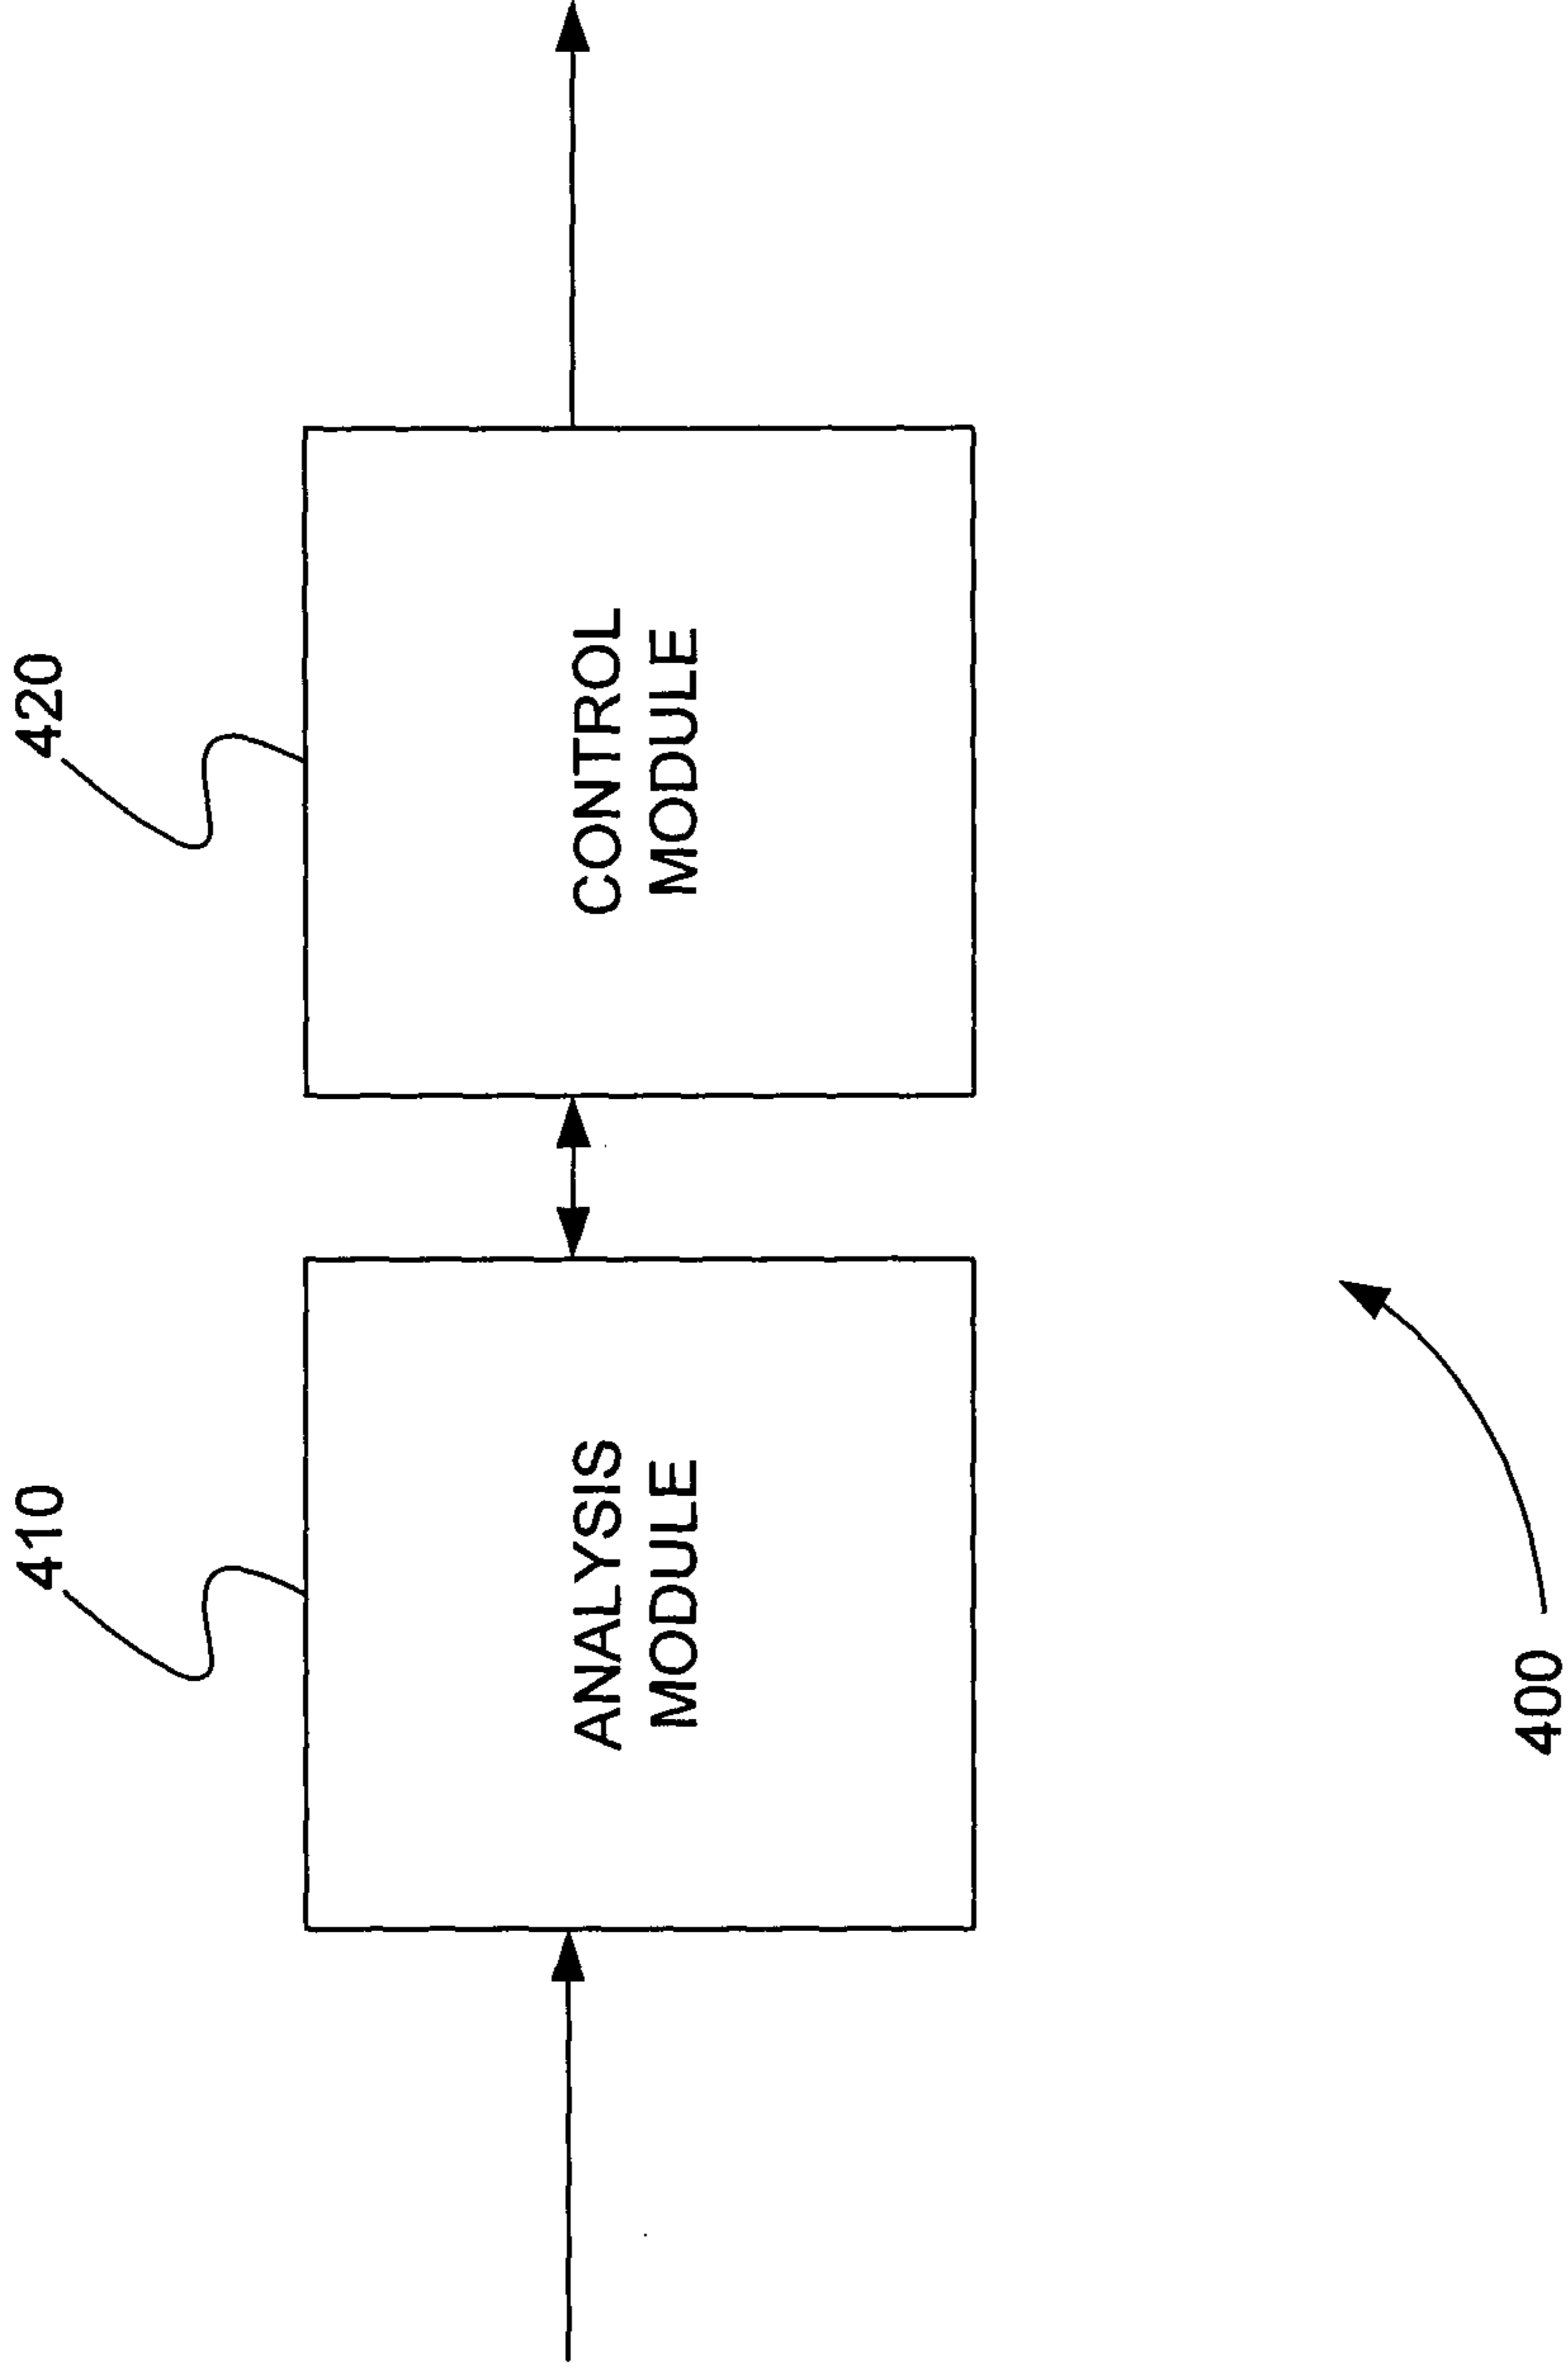 410
420
ANALYSIS
MODULE
CONTROL
MODULE
400